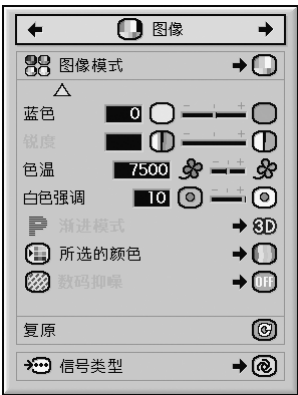 图像
图像模式
蓝色 0
锐度
色温 7500
白色强调 10
P 渐进模式 3D
所选的颜色
数码抑噪 OFF
复原
信号类型